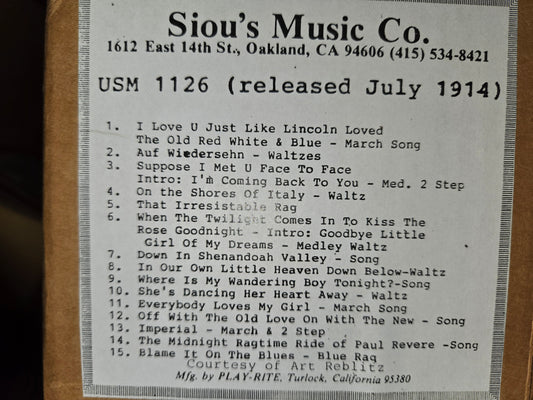 Siou's Music Co.
1612 East 14th St., Oakland, CA 94606 (415) 534-8421
USM 1126 (released July 1914)
1. I Love U Just Like Lincoln Loved
The Old Red White & Blue - March Song
2. Auf Wiedersehn - Waltzes
3. Suppose I Met U Face To Face
Intro: I'm Coming Back To You - Med. 2 Step
4. On the Shores Of Italy - Waltz
5. That Irresistable Rag
6. When The Twilight Comes In To Kiss The
Rose Goodnight - Intro: Goodbye Little
Girl Of My Dreams - Medley Waltz
7. Down In Shenandoah Valley - Song
8. In Our Own Little Heaven Down Below-Waltz
9. Where Is My Wandering Boy Tonight?-Song
10. She's Dancing Her Heart Away - Waltz
11. Everybody Loves My Girl - March Song
12. Off With The Old Love On With The New - Song
13. Imperial - March & 2 Step
14. The Midnight Ragtime Ride of Paul Revere -Song
15. Blame It On The Blues - Blue Rag
Courtesy of Art Reblitz
Mfg. by PLAY-RITE, Turlock, California 95380